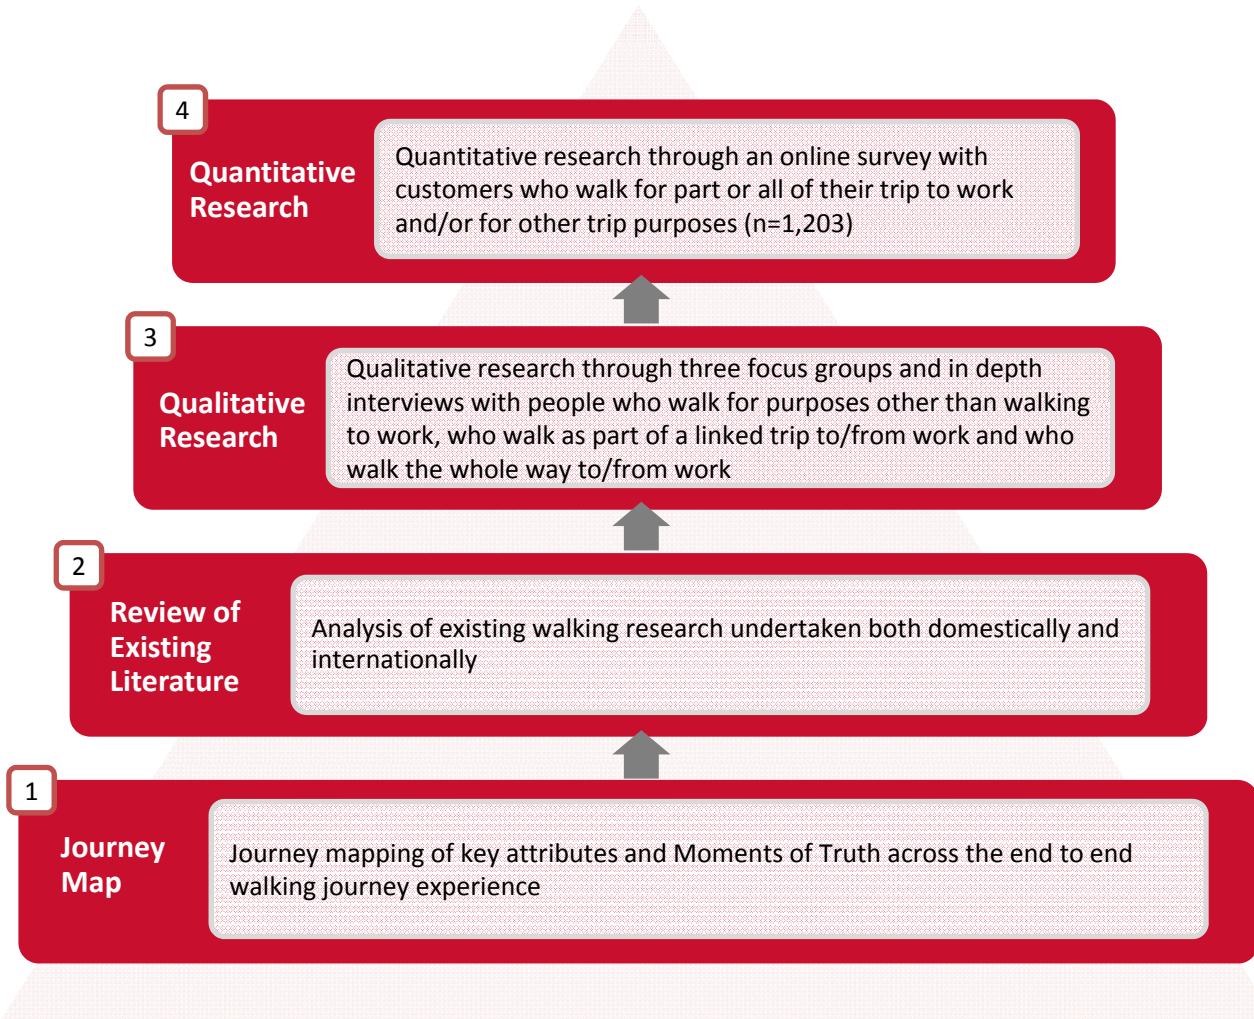 4
Quantitative
Research
Quantitative research through an online survey with
customers who walk for part or all of their trip to work
and/or for other trip purposes (n=1,203)
3
Qualitative
Research
Qualitative research through three focus groups and in depth
interviews with people who walk for purposes other than walking
to work, who walk as part of a linked trip to/from work and who
walk the whole way to/from work
2
Review of
Existing
Literature
Analysis of existing walking research undertaken both domestically and
internationally
1
Journey
Map
Journey mapping of key attributes and Moments of Truth across the end to end
walking journey experience